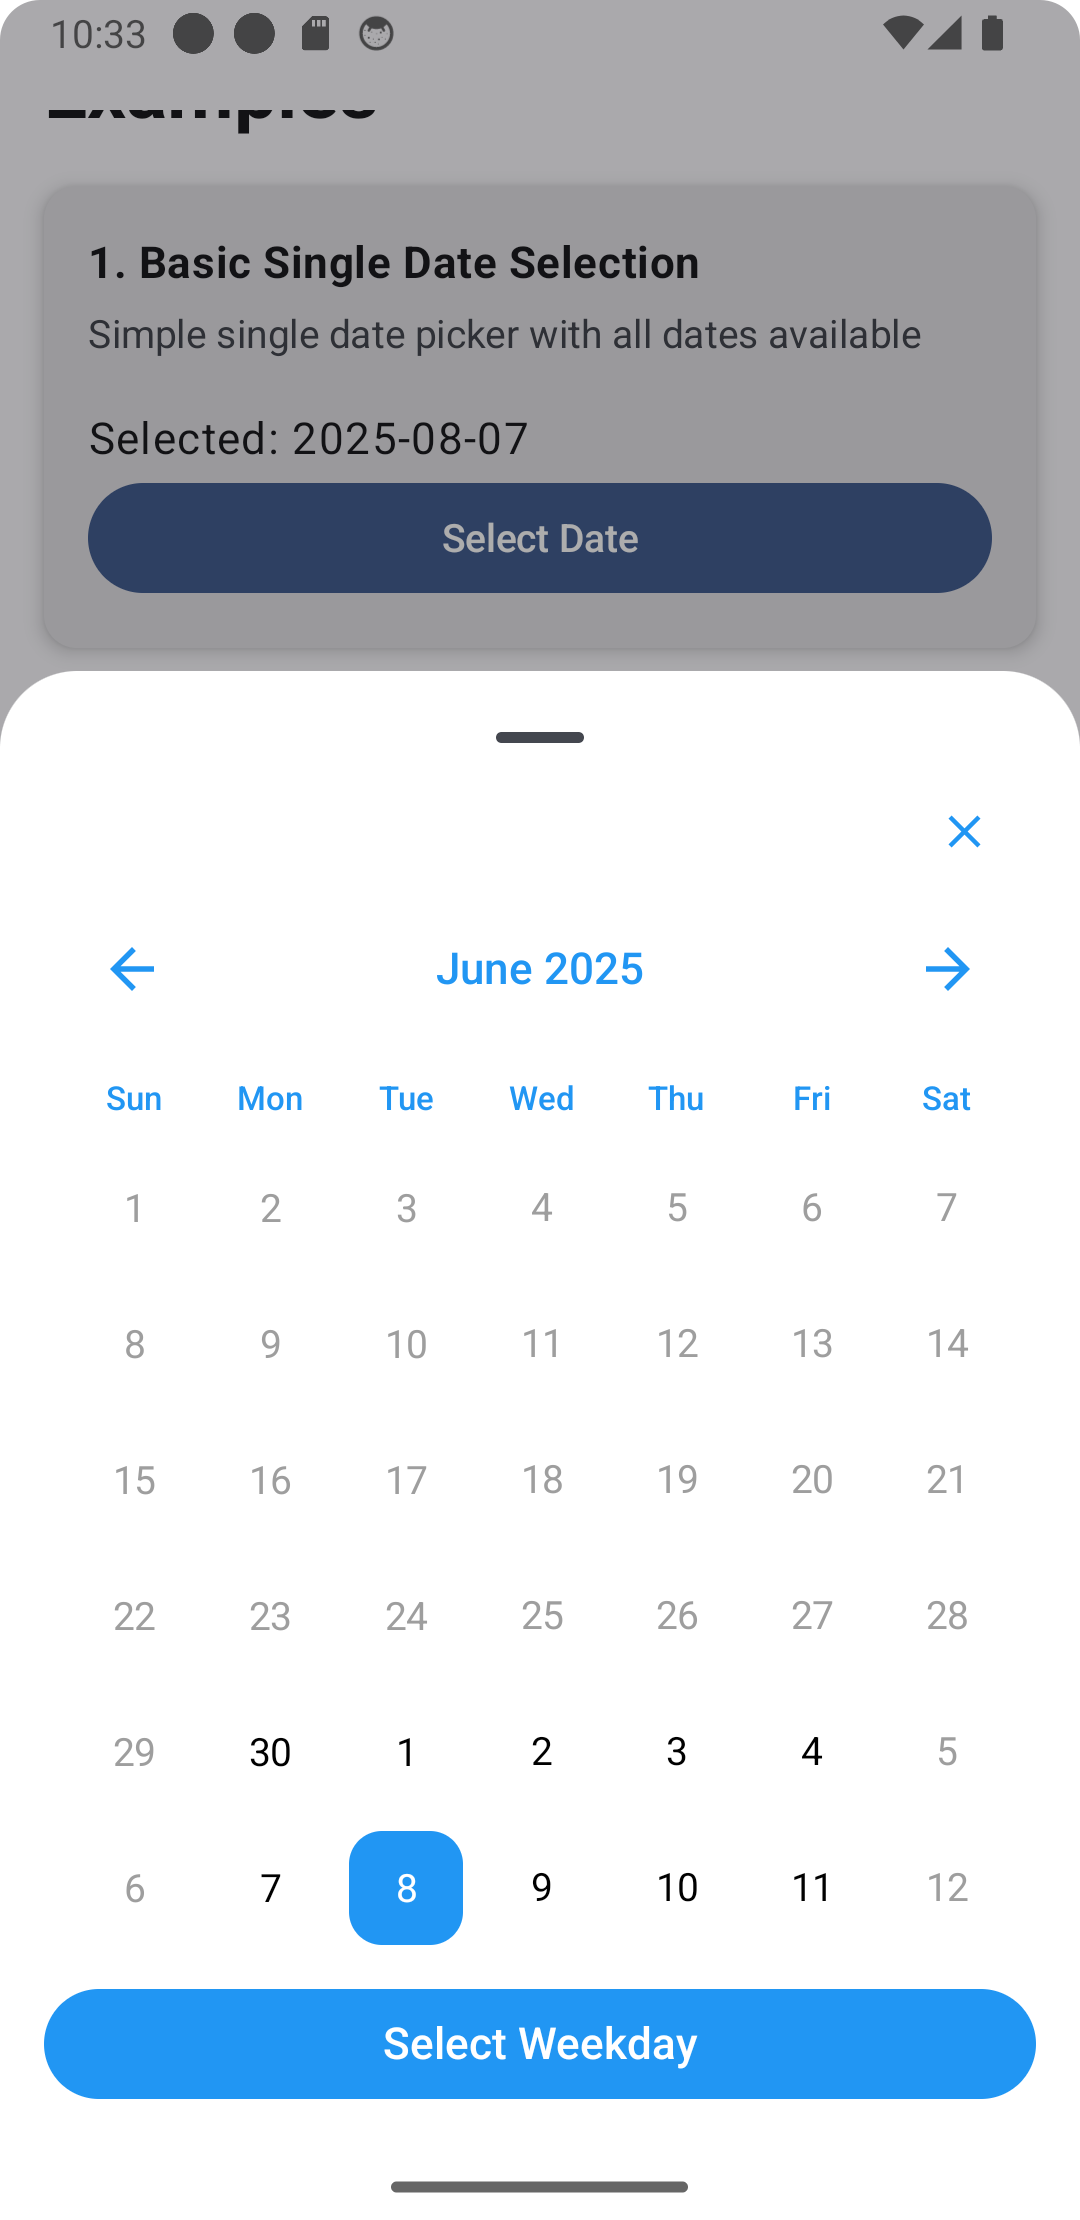 10:33
Examples
1. Basic Single Date Selection
Simple single date picker with all dates available
Selected: 2025-08-07
Select Date
June 2025
Sun Mon Tue Wed Thu Fri Sat
1 2 3 4 5 6 7
8 9 10 11 12 13 14
15 16 17 18 19 20 21
22 23 24 25 26 27 28
29 30 1 2 3 4 5
6 7 8 9 10 11 12
Select Weekday